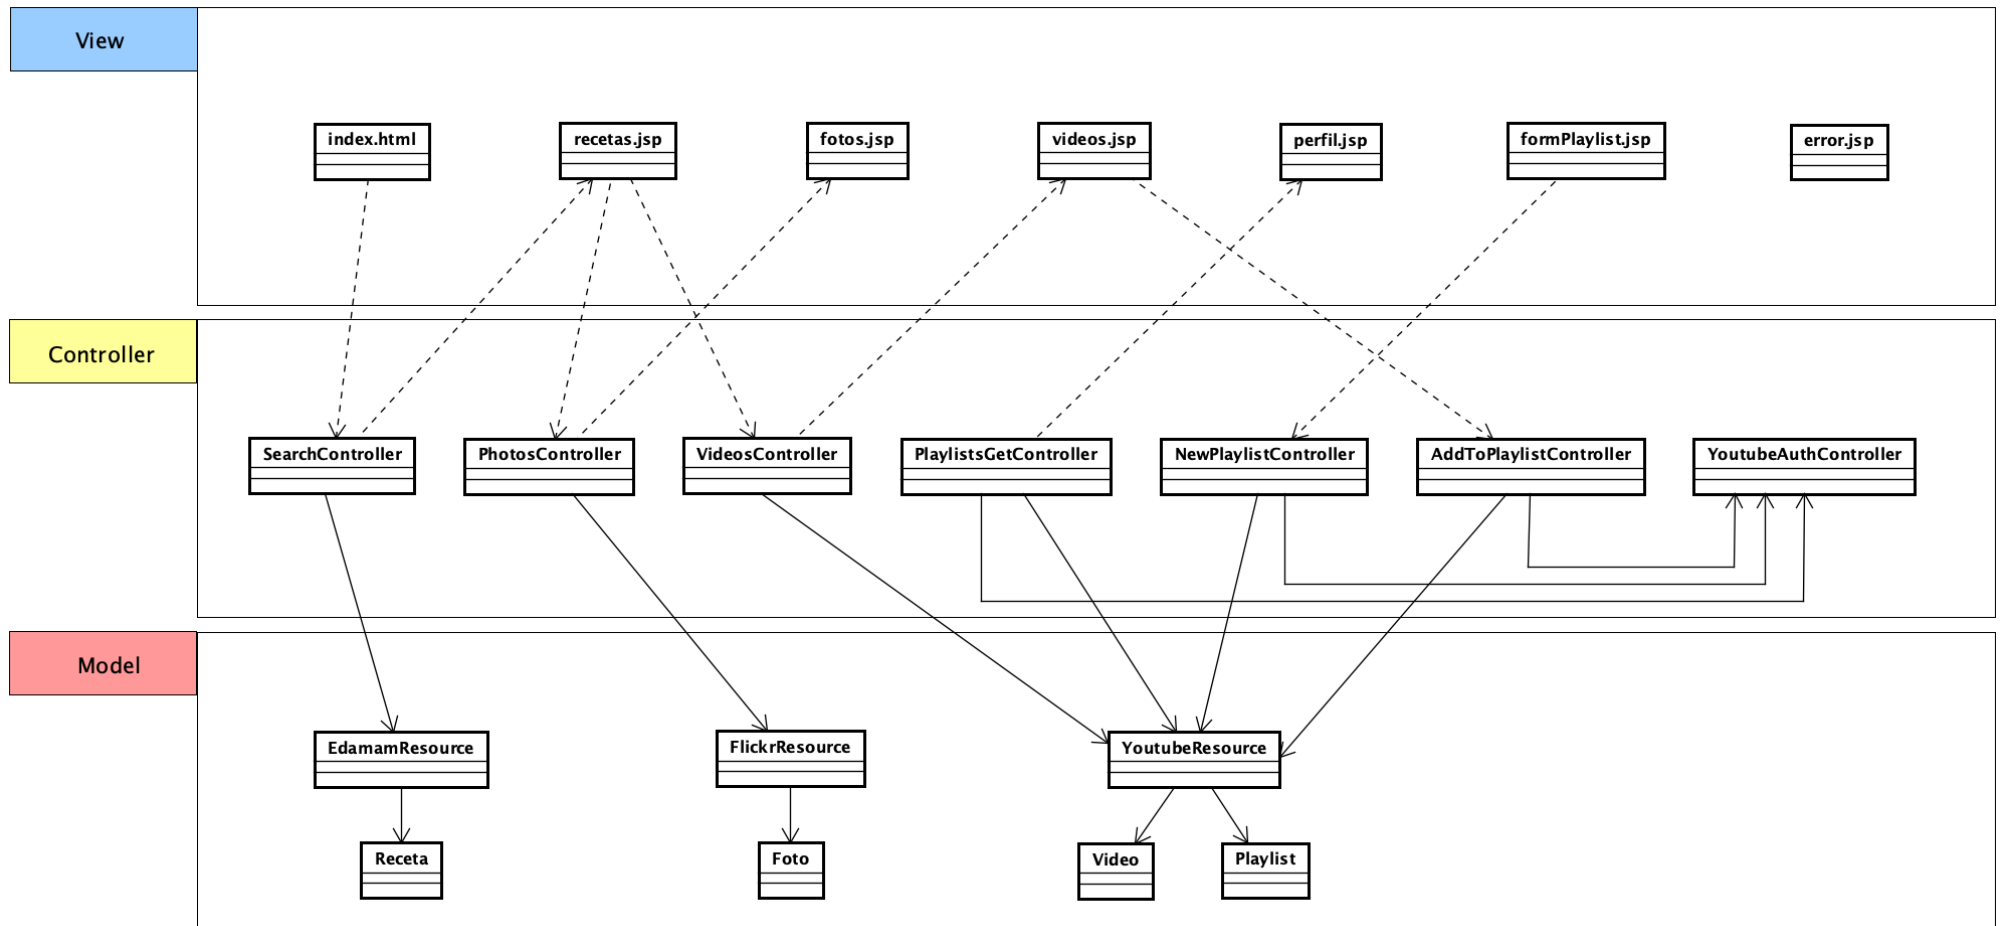 View
index.html
recetas.jsp
fotos.jsp
videos.jsp
perfil.jsp
formPlaylist.jsp
error.jsp
Controller
SearchController
PhotosController
VideosController
PlaylistsGetController
NewPlaylistController
AddToPlaylistController
YoutubeAuthController
Model
EdamamResource
FlickrResource
YoutubeResource
Receta
Foto
Video
Playlist